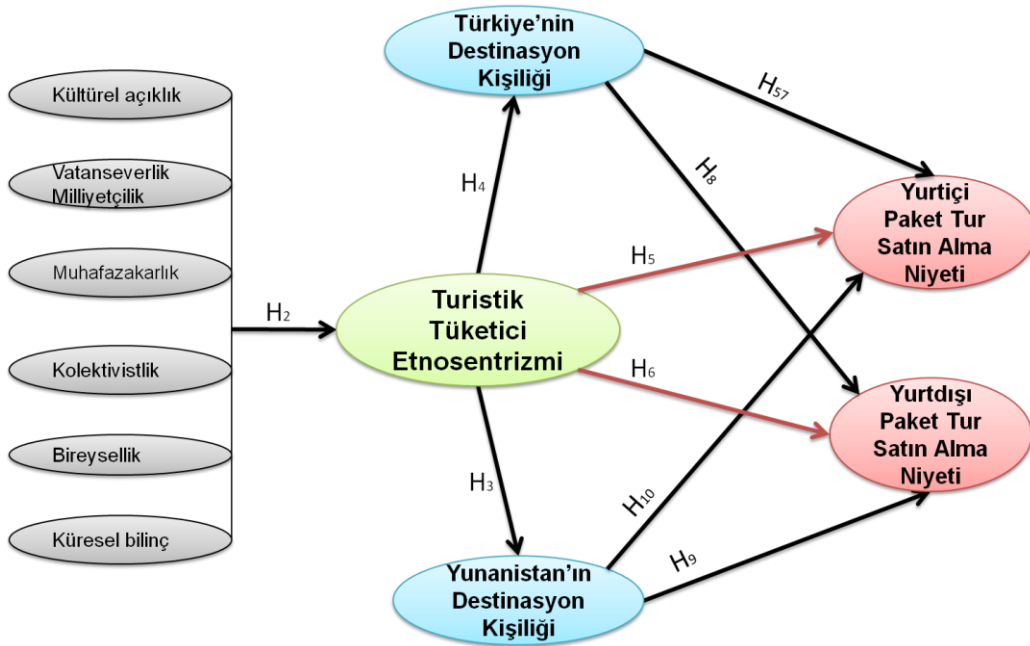 Kültürel açıklık
Vatanseverlik
Milliyetçilik
Muhafazakarlık
Kolektivistlik
Bireysellik
Küresel bilinç
H2
Türkiye’nin
Destinasyon
Kişiliği
H4
Turistik
Tüketici
Etnosentrizmi
H3
Yunanistan’ın
Destinasyon
Kişiliği
H57
H8
H5
H6
H10
H9
Yurtiçi
Paket Tur
Satın Alma
Niyeti
Yurtdışı
Paket Tur
Satın Alma
Niyeti